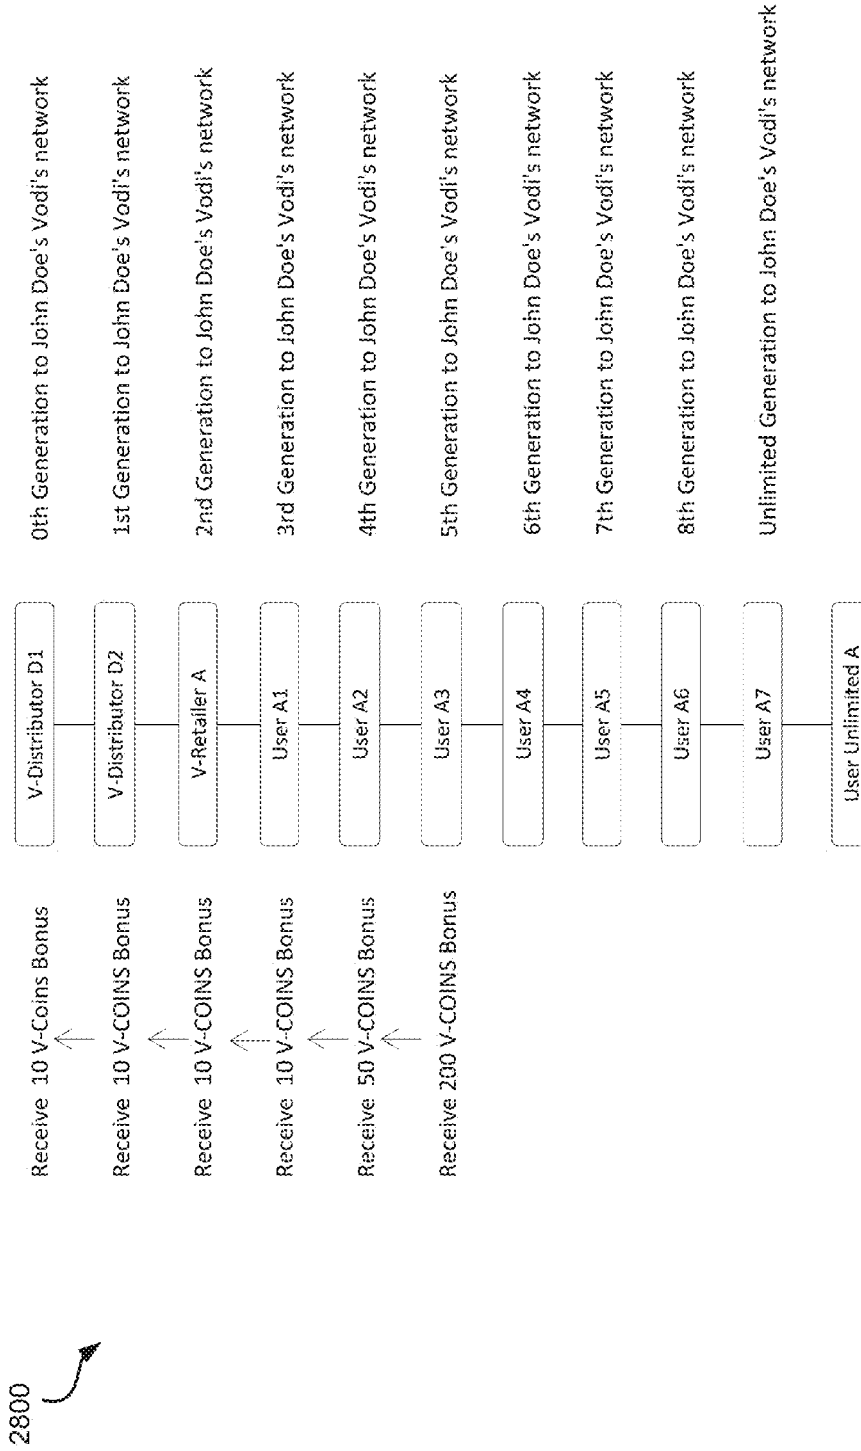 2800
Receive 10 V-Coins Bonus
V-Distributor D1
0th Generation to John Doe's Vodi's network
Receive 10 V-COINS Bonus
V-Distributor D2
1st Generation to John Doe's Vodi's network
Receive 10 V-COINS Bonus
V-Retailer A
2nd Generation to John Doe's Vodi's network
Receive 10 V-COINS Bonus
User A1
3rd Generation to John Doe's Vodi's network
Receive 50 V-COINS Bonus
User A2
4th Generation to John Doe's Vodi's network
Receive 200 V-COINS Bonus
User A3
5th Generation to John Doe's Vodi's network
User A4
6th Generation to John Doe's Vodi's network
User A5
7th Generation to John Doe's Vodi's network
User A6
8th Generation to John Doe's Vodi's network
User A7
Unlimited Generation to John Doe's Vodi's network
User Unlimited A